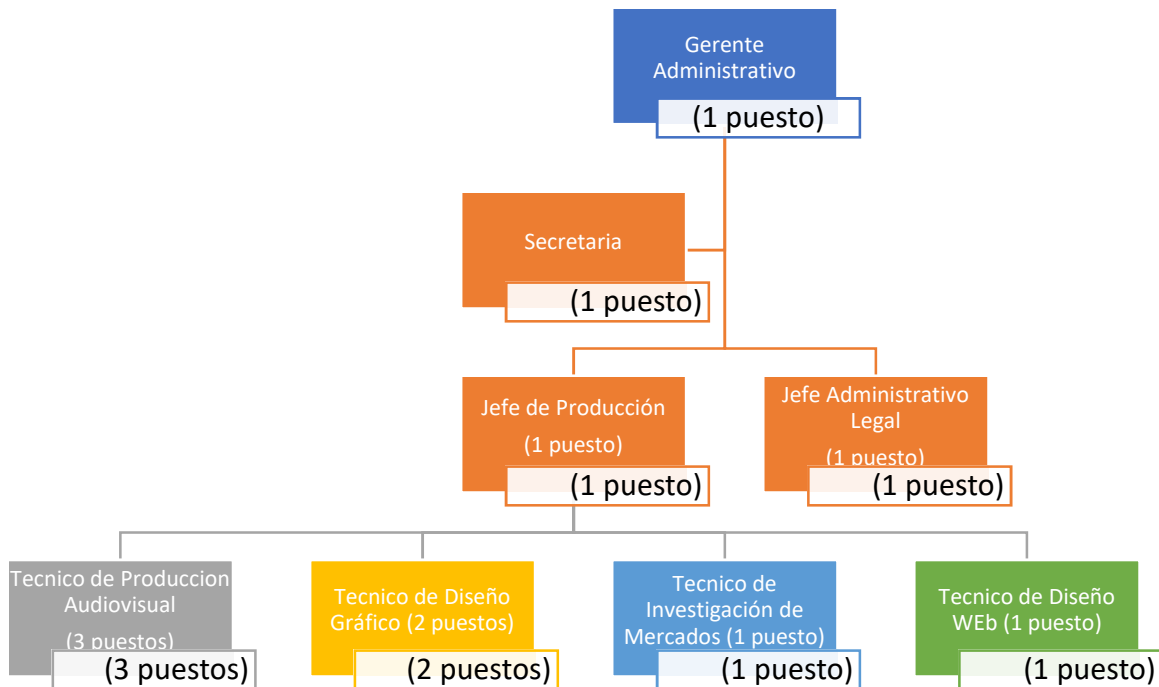 Gerente
Administrativo
(1 puesto)
Secretaria
(1 puesto)
Jefe de Producción
(1 puesto)
(1 puesto)
Jefe Administrativo
Legal
(1 puesto)
(1 puesto)
Tecnico de Produccion
Audiovisual
(3 puestos)
(3 puestos)
Tecnico de Diseño
Gráfico (2 puestos)
(2 puestos)
Tecnico de
Investigación de
Mercados (1 puesto)
(1 puesto)
Tecnico de Diseño
WEb (1 puesto)
(1 puesto)